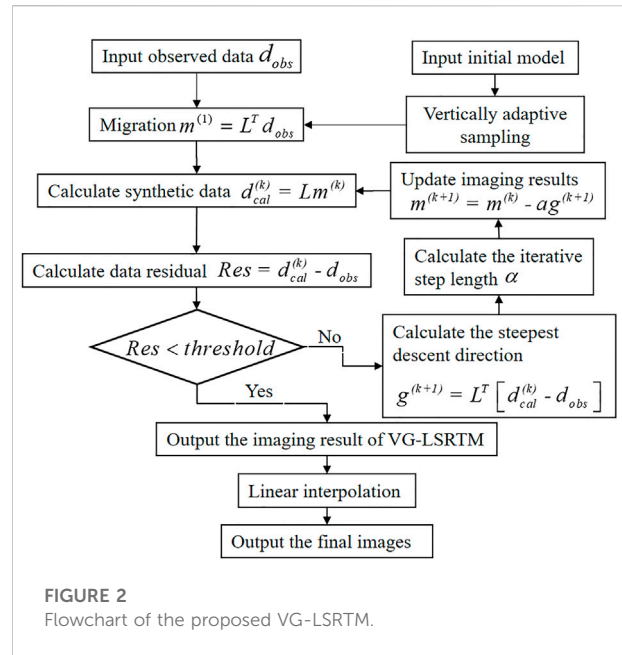 Input observed data d_obs
Input initial model
Migration m^(1) = L^T d_obs
Vertically adaptive
sampling
Calculate synthetic data d_cal^(k) = Lm^(k)
Update imaging results
m^(k+1) = m^(k) - ag^(k+1)
Calculate data residual Res = d_cal^(k) - d_obs
Calculate the iterative
step length α
Res < threshold
No
Calculate the steepest
descent direction
g^(k+1) = L^T [ d_cal^(k) - d_obs ]
Yes
Output the imaging result of VG-LSRTM
Linear interpolation
Output the final images
FIGURE 2
Flowchart of the proposed VG-LSRTM.